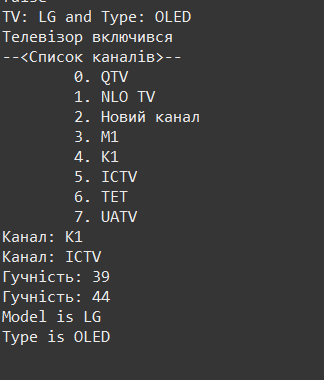 TV: LG and Type: OLED
Телевізор включився
--<Список каналів>--
0. QTV
1. NLO TV
2. Новий канал
3. M1
4. K1
5. ICTV
6. TET
7. UATV
Канал: K1
Канал: ICTV
Гучність: 39
Гучність: 44
Model is LG
Type is OLED